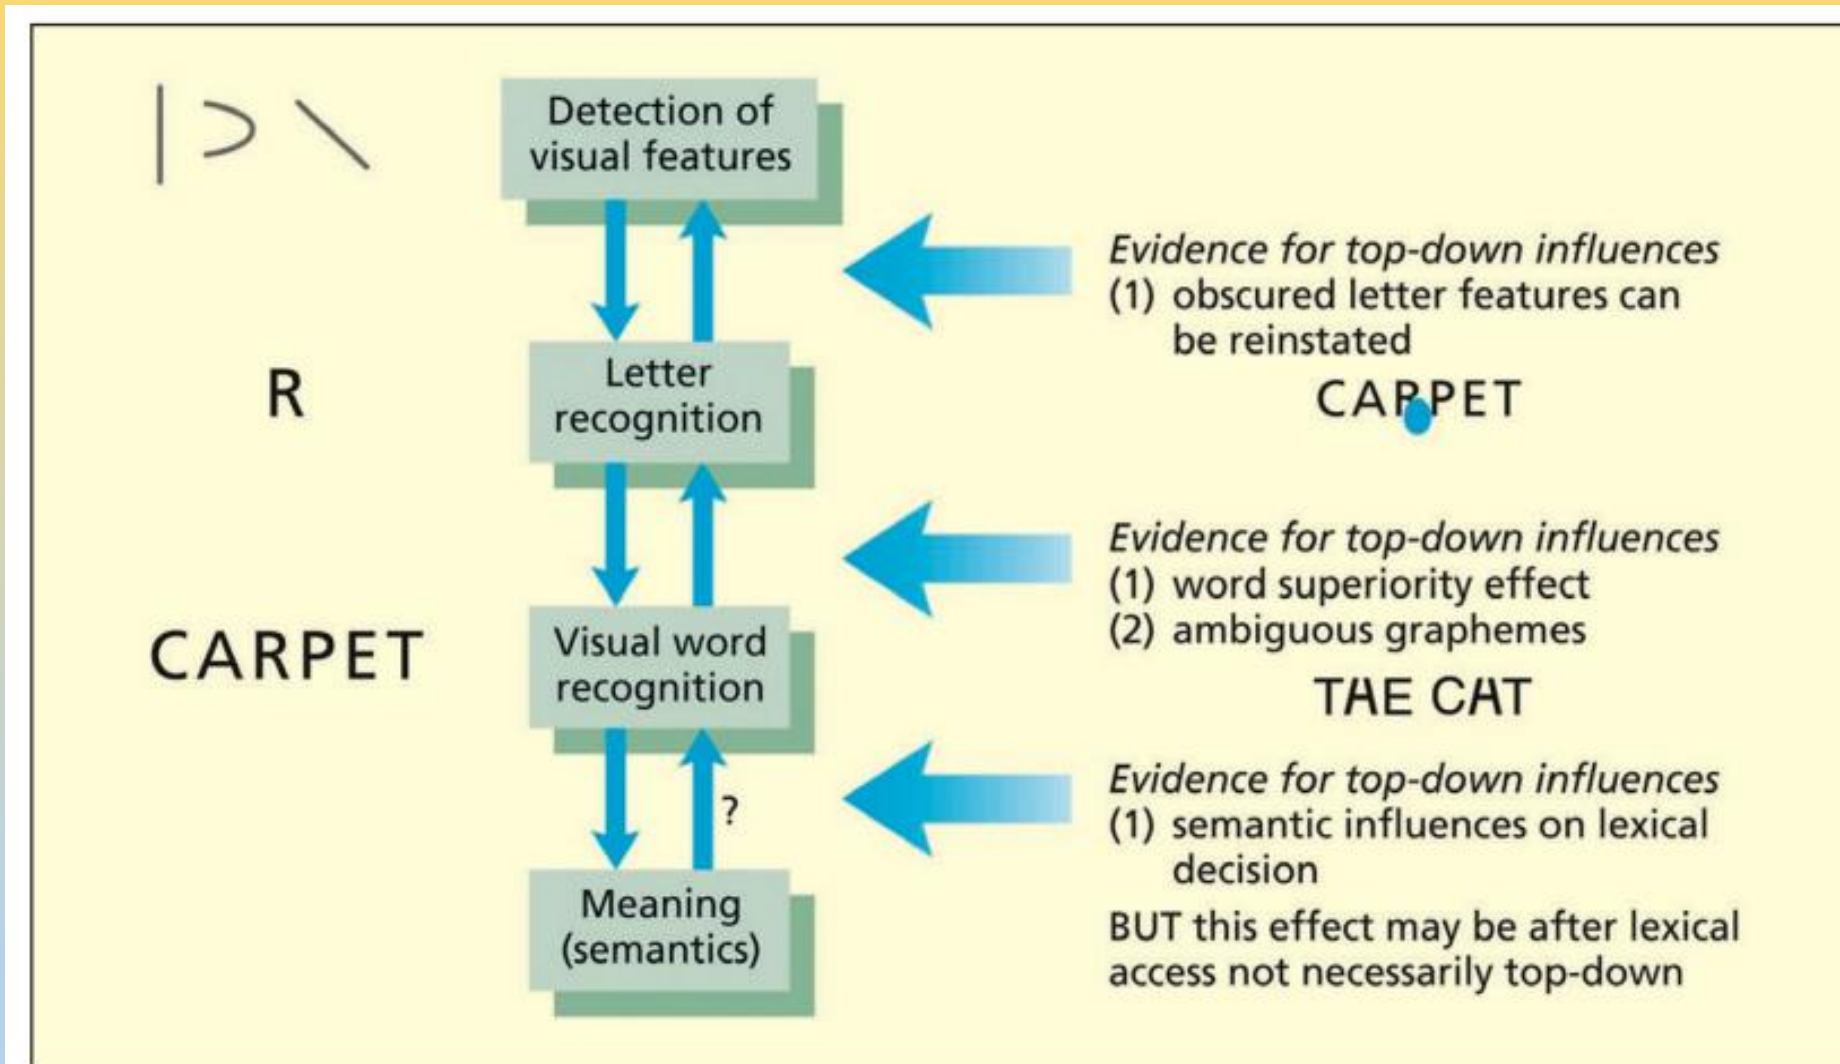 Detection of
visual features
Evidence for top-down influences
(1) obscured letter features can
be reinstated
CARPET
R
Letter
recognition
Evidence for top-down influences
(1) word superiority effect
(2) ambiguous graphemes
TAE CAT
CARPET
Visual word
recognition
?
Evidence for top-down influences
(1) semantic influences on lexical
decision
BUT this effect may be after lexical
access not necessarily top-down
Meaning
(semantics)